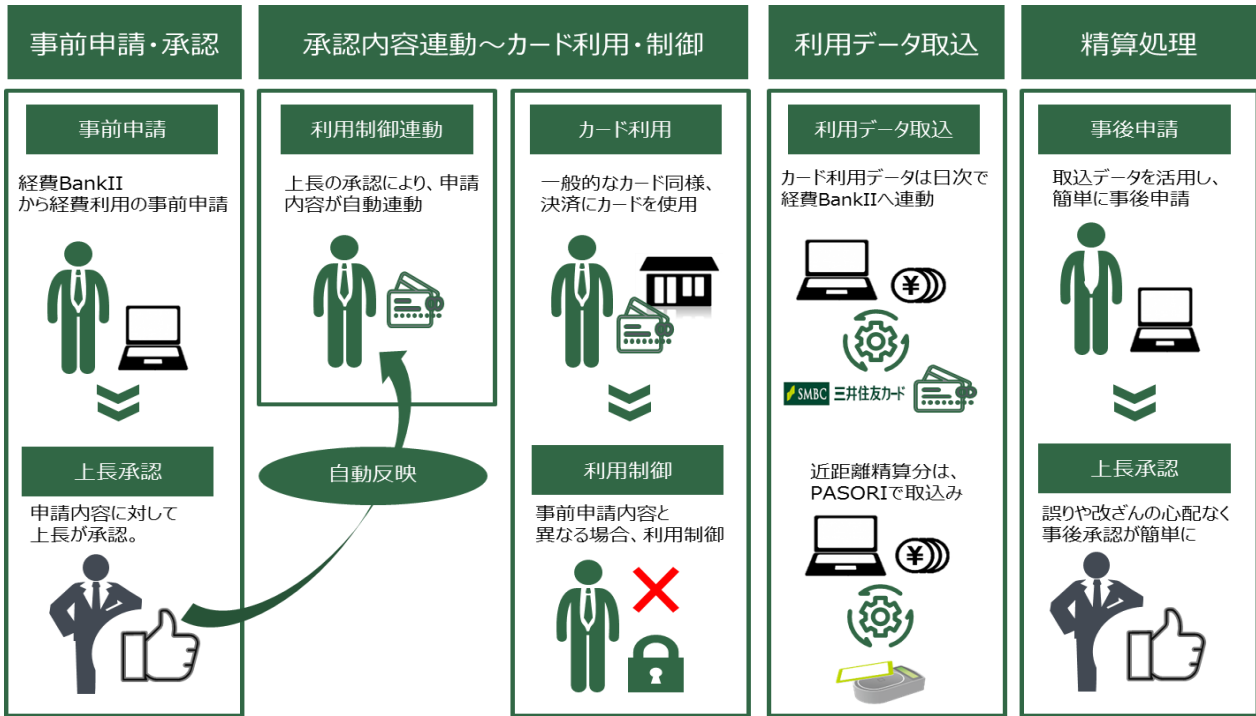 事前申請・承認
承認内容連動～カード利用・制御
利用データ取込
精算処理
事前申請
経費BankII
から経費利用の事前申請
上長承認
申請内容に対して
上長が承認。
利用制御連動
上長の承認により、申請
内容が自動連動
自動反映
カード利用
一般的なカード同様、
決済にカードを使用
利用制御
事前申請内容と
異なる場合、利用制御
利用データ取込
カード利用データは日次で
経費BankIIへ連動
¥
SMBC 三井住友カード
近距離精算分は、
PASORIで取込み
¥
事後申請
取込データを活用し、
簡単に事後申請
上長承認
誤りや改ざんの心配なく
事後承認が簡単に